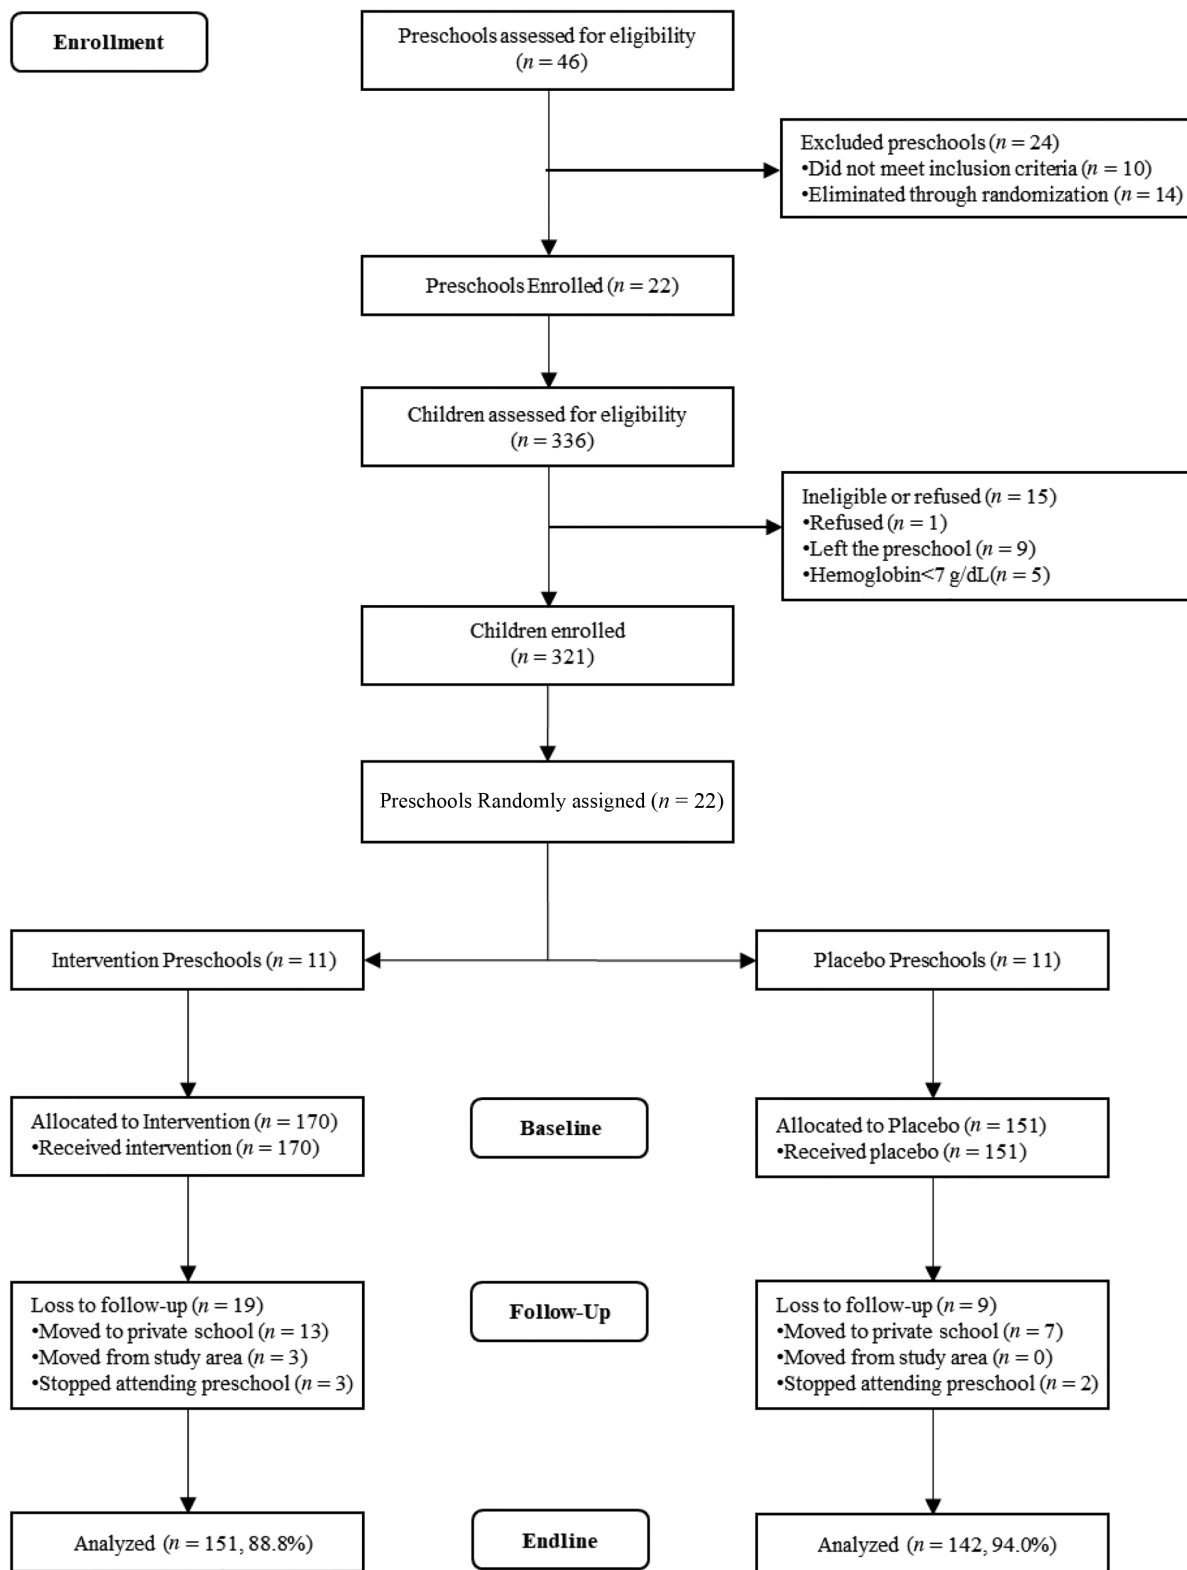 Enrollment
Preschools assessed for eligibility
(n = 46)
Excluded preschools (n = 24)
•Did not meet inclusion criteria (n = 10)
•Eliminated through randomization (n = 14)
Preschools Enrolled (n = 22)
Children assessed for eligibility
(n = 336)
Ineligible or refused (n = 15)
•Refused (n = 1)
•Left the preschool (n = 9)
•Hemoglobin<7 g/dL(n = 5)
Children enrolled
(n = 321)
Preschools Randomly assigned (n = 22)
Intervention Preschools (n = 11)
Placebo Preschools (n = 11)
Allocated to Intervention (n = 170)
•Received intervention (n = 170)
Baseline
Allocated to Placebo (n = 151)
•Received placebo (n = 151)
Loss to follow-up (n = 19)
•Moved to private school (n = 13)
•Moved from study area (n = 3)
•Stopped attending preschool (n = 3)
Follow-Up
Loss to follow-up (n = 9)
•Moved to private school (n = 7)
•Moved from study area (n = 0)
•Stopped attending preschool (n = 2)
Analyzed (n = 151, 88.8%)
Endline
Analyzed (n = 142, 94.0%)